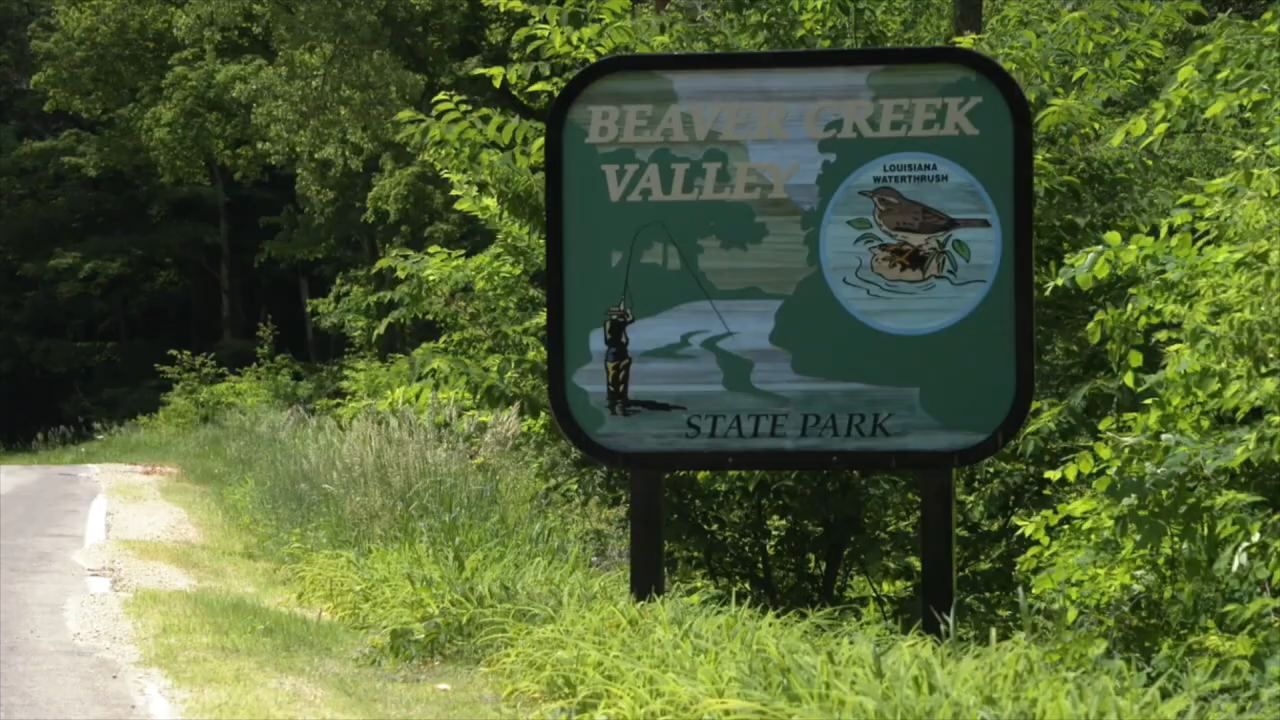 BEAVER CREEK
VALLEY
LOUISIANA
WATERTHRUSH
STATE PARK